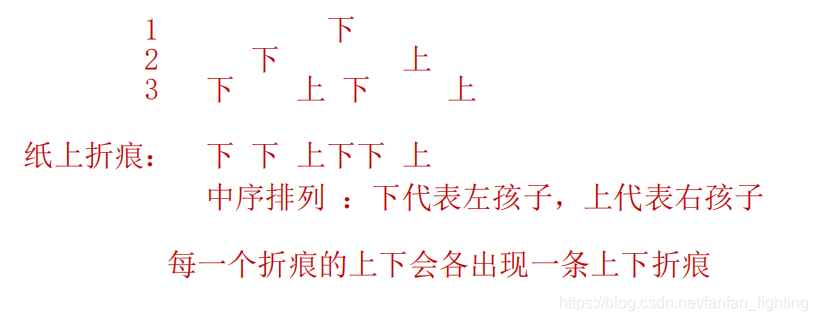 1 下
2 下 上
3 下 上 下 上
纸上折痕： 下 下 上下下 上
中序排列 ：下代表左孩子，上代表右孩子
每一个折痕的上下会各出现一条上下折痕
https://blog.csdn.net/fanfan_fighting